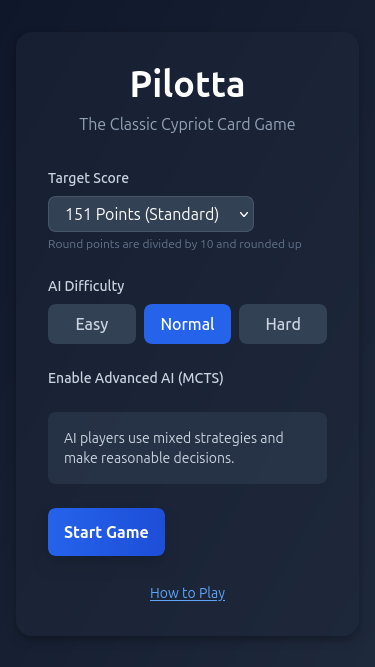 Pilotta
The Classic Cypriot Card Game
Target Score
151 Points (Standard)
Round points are divided by 10 and rounded up
AI Difficulty
Easy Normal Hard
Enable Advanced AI (MCTS)
AI players use mixed strategies and
make reasonable decisions.
Start Game
How to Play